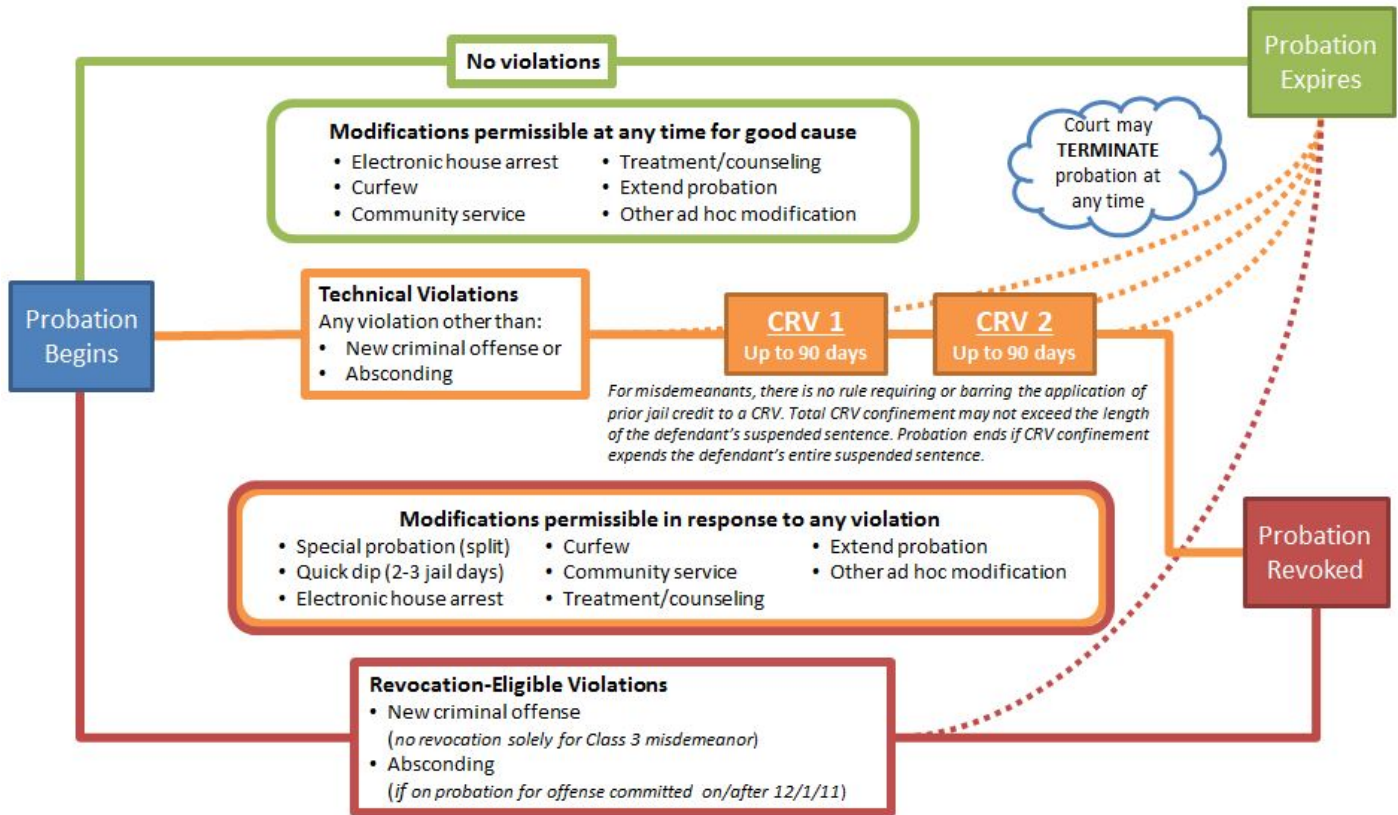 No violations
Probation
Expires
Modifications permissible at any time for good cause
• Electronic house arrest
• Curfew
• Community service
• Treatment/counseling
• Extend probation
• Other ad hoc modification
Court may
TERMINATE
probation at
any time
Probation
Begins
Technical Violations
Any violation other than:
• New criminal offense or
• Absconding
CRV 1
Up to 90 days
CRV 2
Up to 90 days
For misdemeanants, there is no rule requiring or barring the application of
prior jail credit to a CRV. Total CRV confinement may not exceed the length
of the defendant's suspended sentence. Probation ends if CRV confinement
expends the defendant's entire suspended sentence.
Modifications permissible in response to any violation
• Special probation (split)
• Quick dip (2-3 jail days)
• Electronic house arrest
• Curfew
• Community service
• Treatment/counseling
• Extend probation
• Other ad hoc modification
Probation
Revoked
Revocation-Eligible Violations
• New criminal offense
(no revocation solely for Class 3 misdemeanor)
• Absconding
(if on probation for offense committed on/after 12/1/11)